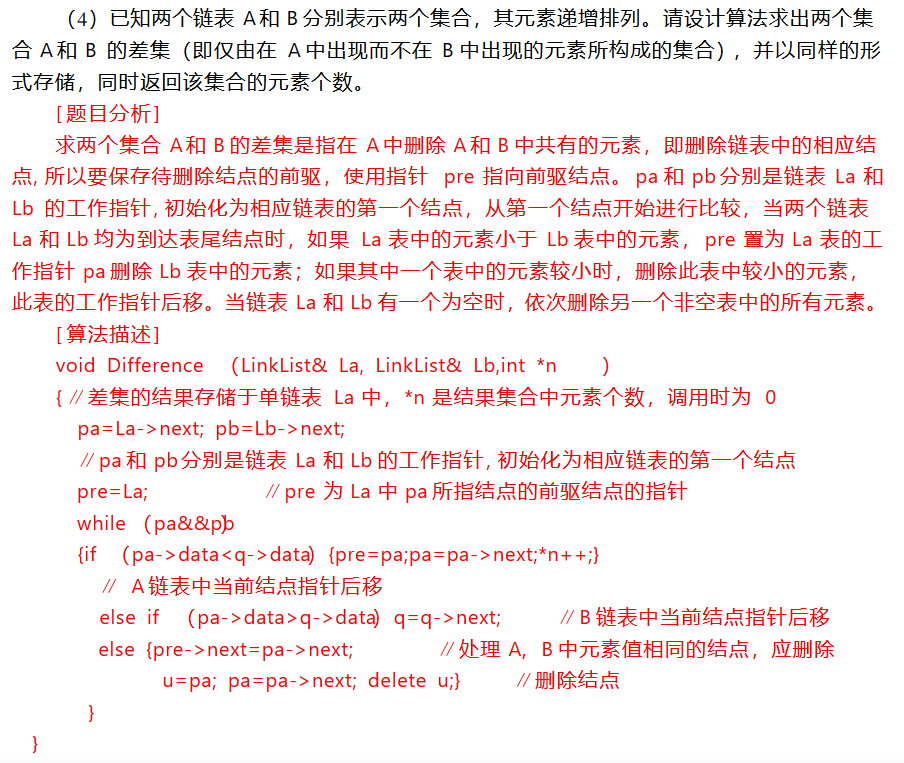 （4）已知两个链表 A和 B分别表示两个集合，其元素递增排列。请设计算法求出两个集
合 A和 B 的差集（即仅由在 A中出现而不在 B中出现的元素所构成的集合），并以同样的形
式存储，同时返回该集合的元素个数。
[题目分析]
求两个集合 A和 B的差集是指在 A中删除 A和 B中共有的元素，即删除链表中的相应结
点,所以要保存待删除结点的前驱，使用指针 pre 指向前驱结点。pa和 pb分别是链表 La 和
Lb 的工作指针,初始化为相应链表的第一个结点，从第一个结点开始进行比较，当两个链表
La 和 Lb均为到达表尾结点时，如果 La 表中的元素小于 Lb 表中的元素，pre 置为 La 表的工
作指针 pa删除 Lb 表中的元素；如果其中一个表中的元素较小时，删除此表中较小的元素，
此表的工作指针后移。当链表 La 和 Lb有一个为空时，依次删除另一个非空表中的所有元素。
[算法描述]
void Difference （LinkList& La, LinkList& Lb,int *n ）
{∥差集的结果存储于单链表 La 中，*n 是结果集合中元素个数，调用时为 0
pa=La->next; pb=Lb->next;
∥pa和 pb分别是链表 La 和 Lb 的工作指针,初始化为相应链表的第一个结点
pre=La; ∥pre 为 La 中 pa所指结点的前驱结点的指针
while （pa&&pb）
{if （pa->data<q->data）{pre=pa;pa=pa->next;*n++;}
∥ A链表中当前结点指针后移
else if （pa->data>q->data）q=q->next; ∥B链表中当前结点指针后移
else {pre->next=pa->next; ∥处理 A，B中元素值相同的结点，应删除
u=pa; pa=pa->next; delete u;} ∥删除结点
}
}